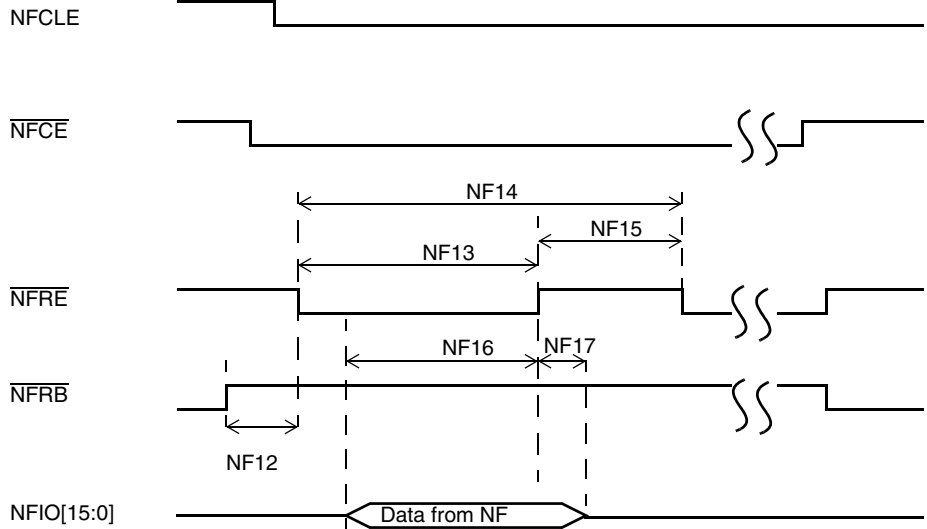 NFCLE
NFCE
NF14
NF15
NF13
NFRE
NF16
NF17
NFRB
NF12
NFIO[15:0]
Data from NF